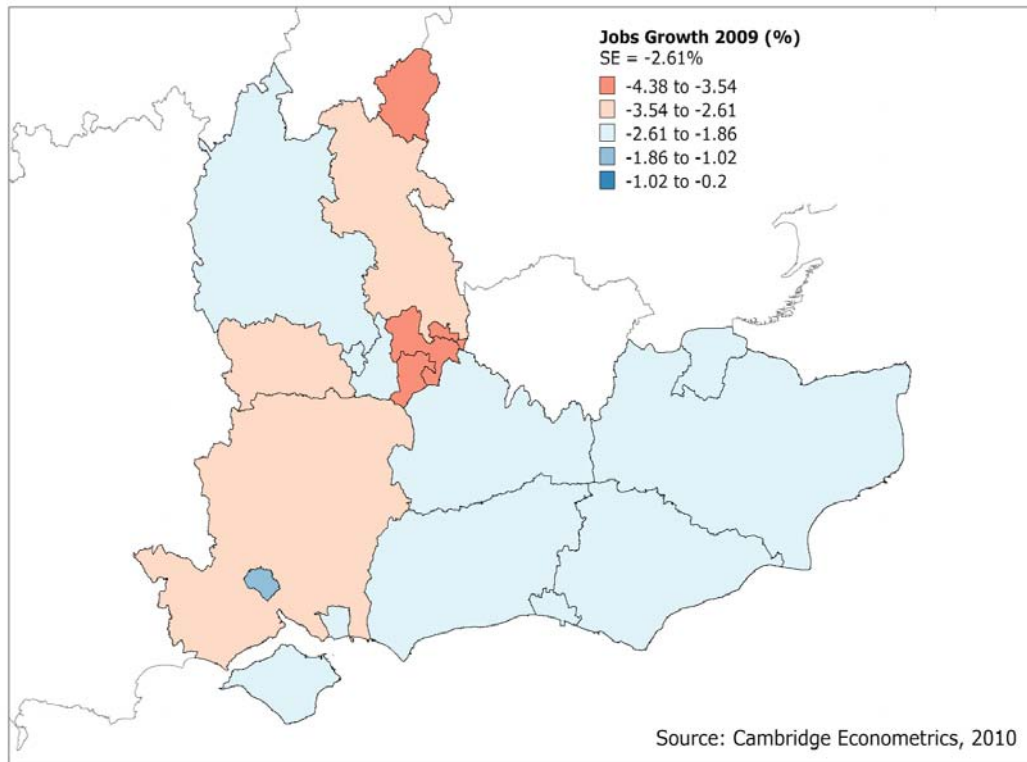 Jobs Growth 2009 (%)
SE = -2.61%
-4.38 to -3.54
-3.54 to -2.61
-2.61 to -1.86
-1.86 to -1.02
-1.02 to -0.2
Source: Cambridge Econometrics, 2010